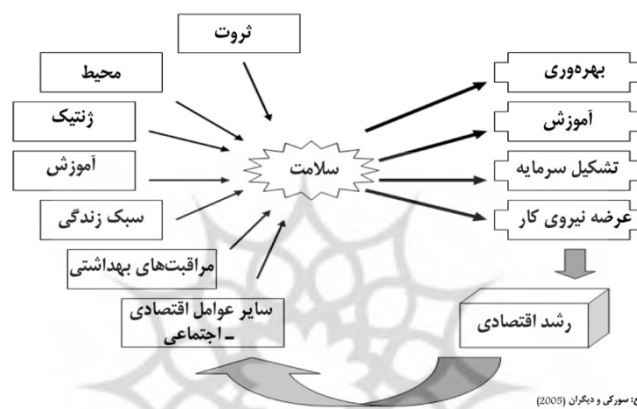 ثروت
محیط
ژنتیک
آموزش
سبک زندگی
مراقبت‌های بهداشتی
سایر عوامل اقتصادی
ـ اجتماعی
سلامت
بهره‌وری
آموزش
تشکیل سرمایه
عرضه نیروی کار
رشد اقتصادی
ع: سورکی و دیگران (2005)